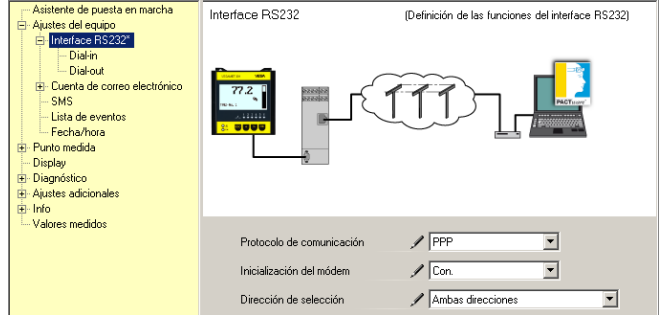 Asistente de puesta en marcha
Ajustes del equipo
Interface RS232*
Dial-in
Dial-out
Cuenta de correo electrónico
SMS
Lista de eventos
Fecha/hora
Punto medida
Display
Diagnóstico
Ajustes adicionales
Info
Valores medidos
Interface RS232
(Definición de las funciones del interface RS232)
VEGA
77.2
%
PACTware
Protocolo de comunicación
PPP
Inicialización del módem
Con.
Dirección de selección
Ambas direcciones